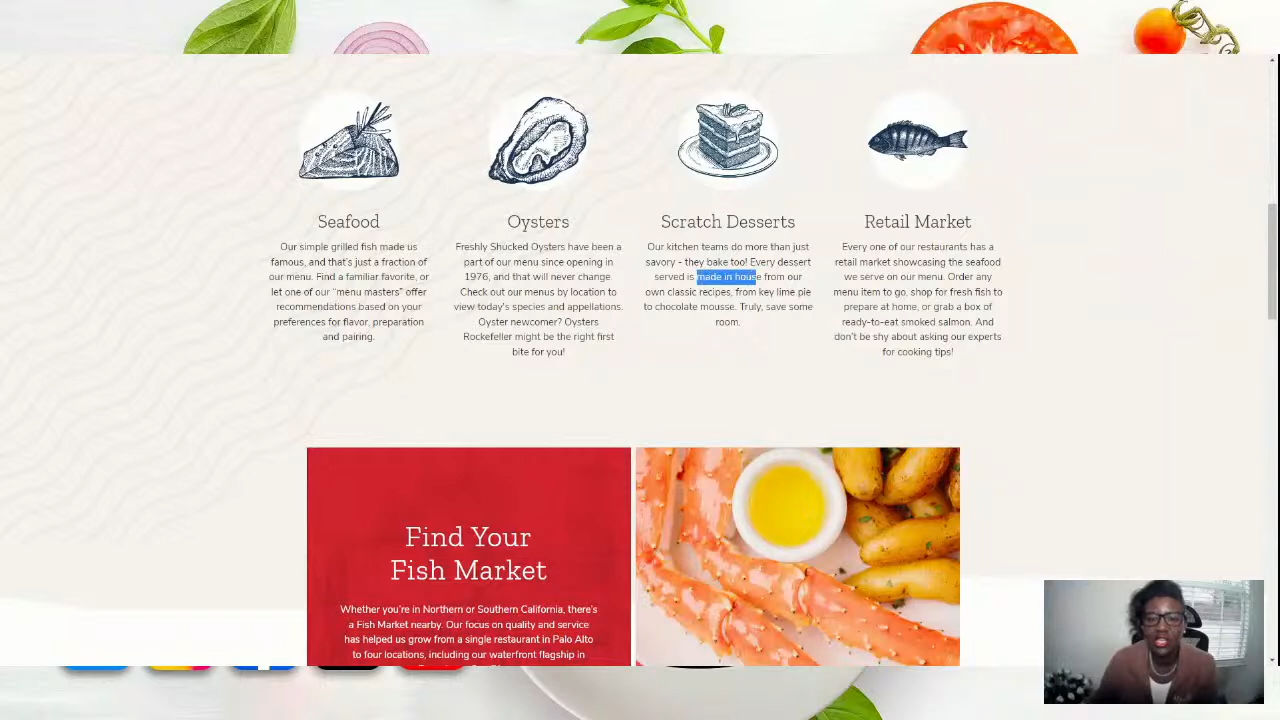 Seafood
Our simple grilled fish made us
famous, and that's just a fraction of
our menu. Find a familiar favorite, or
let one of our “menu masters” offer
recommendations based on your
preferences for flavor, preparation
and pairing.
Oysters
Freshly Shucked Oysters have been a
part of our menu since opening in
1976, and that will never change.
Check out our menus by location to
view today's species and appellations.
Oyster newcomer? Oysters
Rockefeller might be the right first
bite for you!
Scratch Desserts
Our kitchen teams do more than just
savory - they bake too! Every dessert
served is made in house from our
own classic recipes, from key lime pie
to chocolate mousse. Truly, save some
room.
Retail Market
Every one of our restaurants has a
retail market showcasing the seafood
we serve on our menu. Order any
menu item to go, shop for fresh fish to
prepare at home, or grab a box of
ready-to-eat smoked salmon. And
don't be shy about asking our experts
for cooking tips!
Find Your
Fish Market
Whether you're in Northern or Southern California, there's
a Fish Market nearby. Our focus on quality and service
has helped us grow from a single restaurant in Palo Alto
to four locations, including our waterfront flagship in